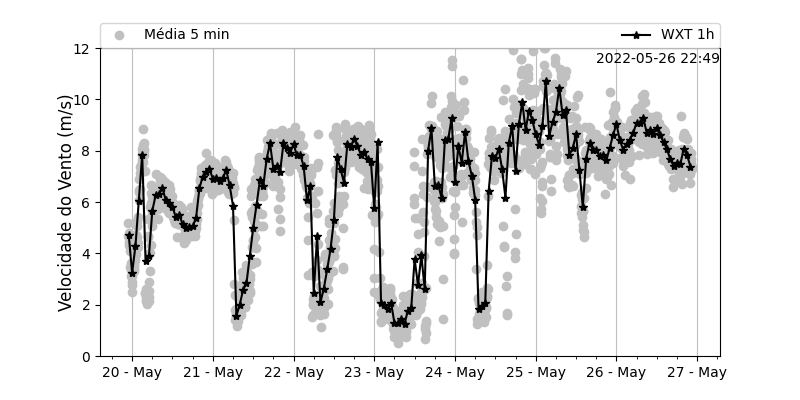 Média 5 min
WXT 1h
2022-05-26 22:49
Velocidade do Vento (m/s)
12
10
8
6
4
2
0
20 - May
21 - May
22 - May
23 - May
24 - May
25 - May
26 - May
27 - May